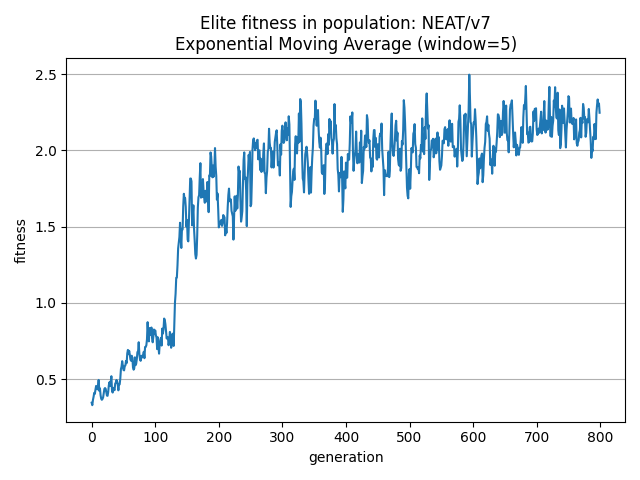 Elite fitness in population: NEAT/v7
Exponential Moving Average (window=5)
2.5
2.0
1.5
1.0
0.5
fitness
0 100 200 300 400 500 600 700 800
generation